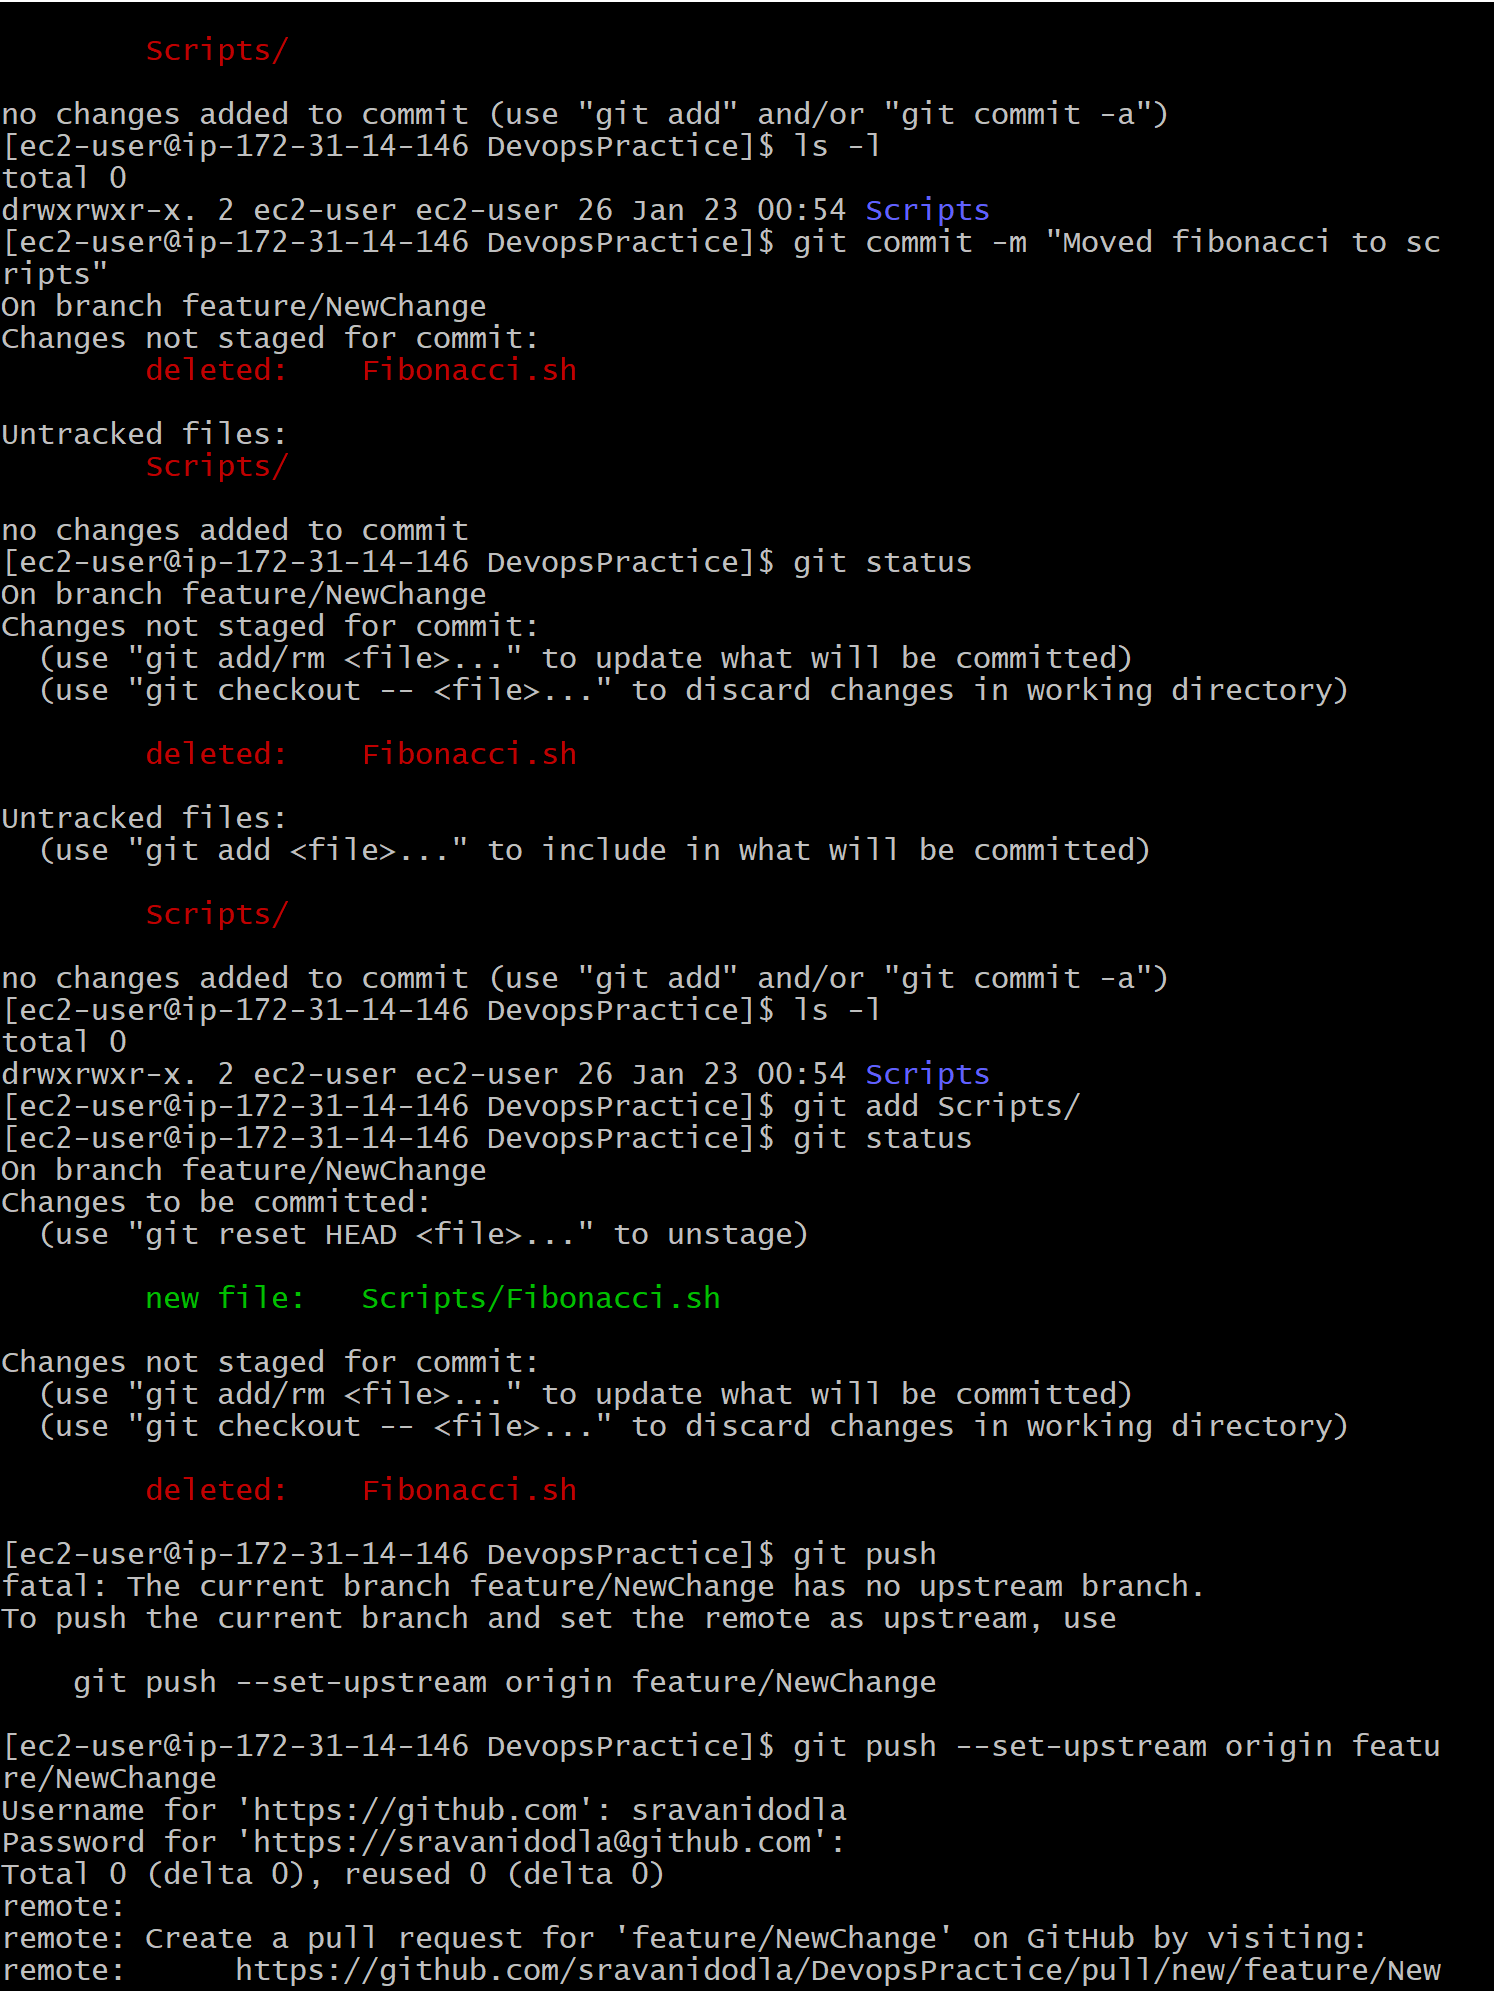 Scripts/
no changes added to commit (use "git add" and/or "git commit -a")
[ec2-user@ip-172-31-14-146 DevopsPractice]$ ls -l
total 0
drwxrwxr-x. 2 ec2-user ec2-user 26 Jan 23 00:54 Scripts
[ec2-user@ip-172-31-14-146 DevopsPractice]$ git commit -m "Moved fibonacci to sc
ripts"
On branch feature/NewChange
Changes not staged for commit:
        deleted:    Fibonacci.sh
Untracked files:
        Scripts/
no changes added to commit
[ec2-user@ip-172-31-14-146 DevopsPractice]$ git status
On branch feature/NewChange
Changes not staged for commit:
  (use "git add/rm <file>..." to update what will be committed)
  (use "git checkout -- <file>..." to discard changes in working directory)
        deleted:    Fibonacci.sh
Untracked files:
  (use "git add <file>..." to include in what will be committed)
        Scripts/
no changes added to commit (use "git add" and/or "git commit -a")
[ec2-user@ip-172-31-14-146 DevopsPractice]$ ls -l
total 0
drwxrwxr-x. 2 ec2-user ec2-user 26 Jan 23 00:54 Scripts
[ec2-user@ip-172-31-14-146 DevopsPractice]$ git add Scripts/
[ec2-user@ip-172-31-14-146 DevopsPractice]$ git status
On branch feature/NewChange
Changes to be committed:
  (use "git reset HEAD <file>..." to unstage)
        new file:   Scripts/Fibonacci.sh
Changes not staged for commit:
  (use "git add/rm <file>..." to update what will be committed)
  (use "git checkout -- <file>..." to discard changes in working directory)
        deleted:    Fibonacci.sh
[ec2-user@ip-172-31-14-146 DevopsPractice]$ git push
fatal: The current branch feature/NewChange has no upstream branch.
To push the current branch and set the remote as upstream, use
    git push --set-upstream origin feature/NewChange
[ec2-user@ip-172-31-14-146 DevopsPractice]$ git push --set-upstream origin featu
re/NewChange
Username for 'https://github.com': sravanidodla
Password for 'https://sravanidodla@github.com':
Total 0 (delta 0), reused 0 (delta 0)
remote:
remote: Create a pull request for 'feature/NewChange' on GitHub by visiting:
remote:      https://github.com/sravanidodla/DevopsPractice/pull/new/feature/New